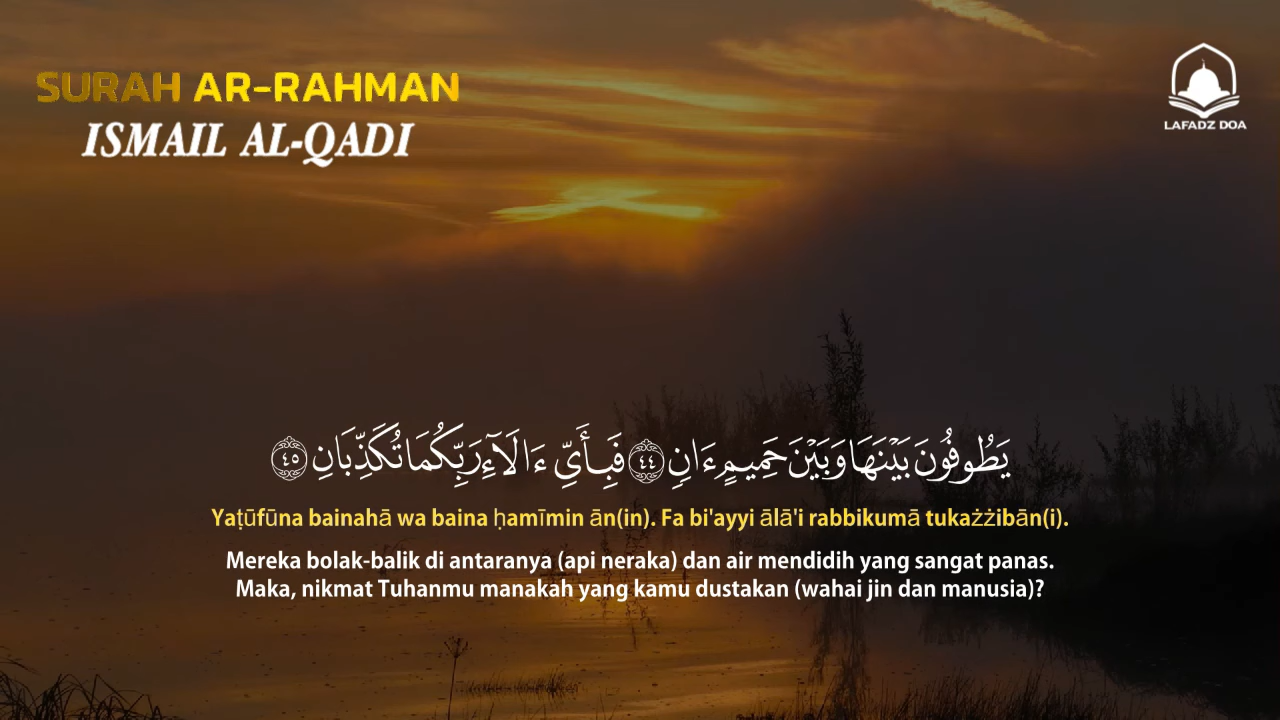 SURAH AR-RAHMAN
ISMAIL AL-QADI
LAFADZ DOA
يَطُوفُونَ بَيْنَهَا وَبَيْنَ حَمِيمٍ ءَانٍ ٤٤ فَبِأَيِّ ءَالَآءِ رَبِّكُمَا تُكَذِّبَانِ ٤٥
Yaṭūfūna bainahā wa baina ḥamīmin ān(in). Fa bi'ayyi ālā'i rabbikumā tukażżibān(i).
Mereka bolak-balik di antaranya (api neraka) dan air mendidih yang sangat panas.
Maka, nikmat Tuhanmu manakah yang kamu dustakan (wahai jin dan manusia)?